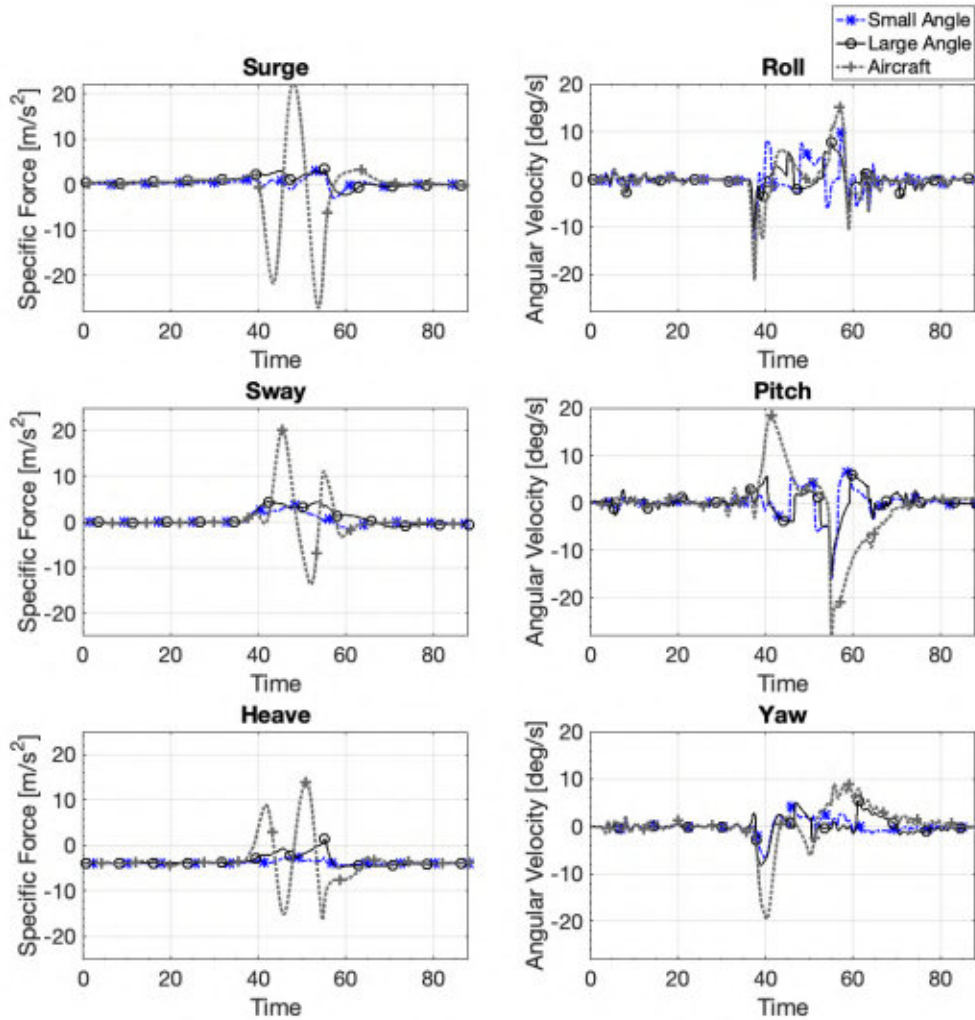 Small Angle
Large Angle
Aircraft
Surge
Specific Force [m/s²]
20
10
0
-10
-20
0
20
40
60
80
Time
Roll
Angular Velocity [deg/s]
20
10
0
-10
-20
0
20
40
60
80
Time
Sway
Specific Force [m/s²]
20
10
0
-10
-20
0
20
40
60
80
Time
Pitch
Angular Velocity [deg/s]
20
10
0
-10
-20
0
20
40
60
80
Time
Heave
Specific Force [m/s²]
20
10
0
-10
-20
0
20
40
60
80
Time
Yaw
Angular Velocity [deg/s]
20
10
0
-10
-20
0
20
40
60
80
Time